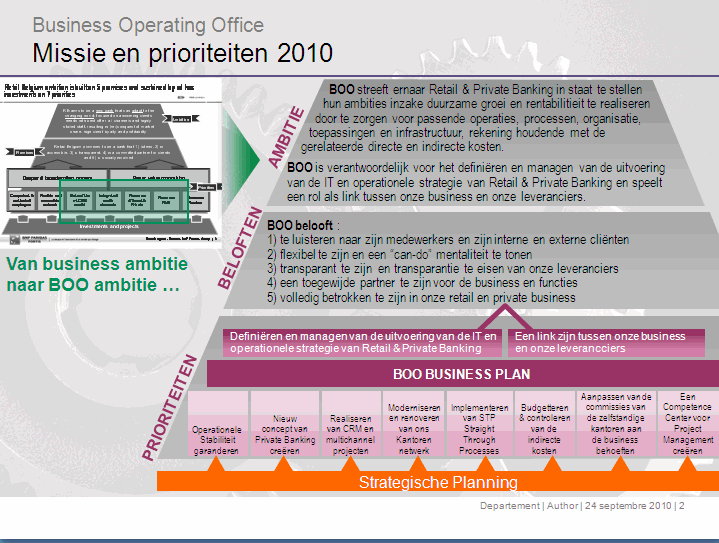 Business Operating Office
Missie en prioriteiten 2010
Retail Belgium ambition is built on 5 promises and sustained by ad hoc
investments on 7 priorities
Ambition
Promises
Priorities
Investments and projects
BNP PARIBAS
FORTIS
Van business ambitie
naar BOO ambitie …
AMBITIE
BOO streeft ernaar Retail & Private Banking in staat te stellen
hun ambities inzake duurzame groei en rentabilitieit te realiseren
door te zorgen voor passende operaties, processen, organisatie,
toepassingen en infrastructuur, rekening houdende met de
gerelateerde directe en indirecte kosten.
BOO is verantwoordelijk voor het definiëren en managen van de uitvoering
van de IT en operationele strategie van Retail & Private Banking en speelt
een rol als link tussen onze business en onze leveranciers.
BELOFTEN
BOO belooft :
1) te luisteren naar zijn medewerkers en zijn interne en externe cliënten
2) flexibel te zijn en een “can-do” mentaliteit te tonen
3) transparant te zijn en transparantie te eisen van onze leveranciers
4) een toegewijde partner te zijn voor de business en functies
5) volledig betrokken te zijn in onze retail en private business
PRIORITEITEN
Definiëren en managen van de uitvoering van de IT en
operationele strategie van Retail & Private Banking
Een link zijn tussen onze business
en onze leverancciers
BOO BUSINESS PLAN
Operationele
Stabiliteit
garanderen
Nieuw
concept van
Private Banking
creëren
Realiseren
van CRM en
multichannel
projecten
Moderniseren
en renoveren
van ons
Kantoren
netwerk
Implementeren
van STP
Straight
Through
Processes
Budgetteren
& controleren
van de
indirecte
kosten
Aanpassen van de
commissies van
de zelfstandige
kantoren aan
de business
behoeften
Een
Competence
Center voor
Project
Management
creëren
Strategische Planning
Departement | Author | 24 septembre 2010 | 2